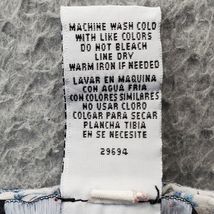 MACHINE WASH COLD
WITH LIKE COLORS
DO NOT BLEACH
LINE DRY
WARM IRON IF NEEDED
LAVAR EN MAQUINA
CON AGUA FRIA
CON COLORES SIMILARES
NO USAR CLORO
COLGAR PARA SECAR
PLANCHA TIBIA
EN SE NECESITE
29694